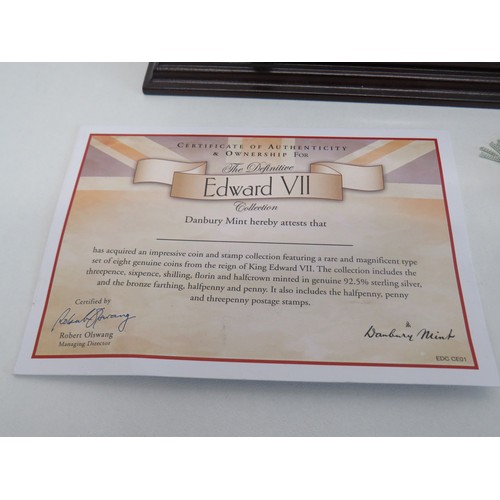 CERTIFICATE OF AUTHENTICITY
& OWNERSHIP FOR
The Definitive
Edward VII
Collection
Danbury Mint hereby attests that
has acquired an impressive coin and stamp collection featuring a rare and magnificent type
set of eight genuine coins from the reign of King Edward VII. The collection includes the
threepence, sixpence, shilling, florin and halfcrown minted in genuine 92.5% sterling silver,
and the bronze farthing, halfpenny and penny. It also includes the halfpenny, penny
and threepenny postage stamps.
Certified by
Robert Olswang
Robert Olswang
Managing Director
Danbury Mint
EDC CE01